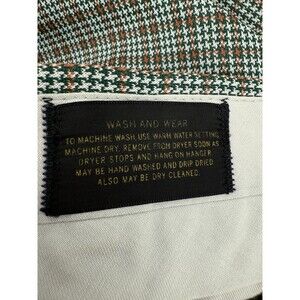 WASH AND WEAR
TO MACHINE WASH, USE WARM WATER SETTING
MACHINE DRY. REMOVE FROM DRYER SOON AS
DRYER STOPS AND HANG ON HANGER.
MAY BE HAND WASHED AND DRIP DRIED
ALSO MAY BE DRY CLEANED.